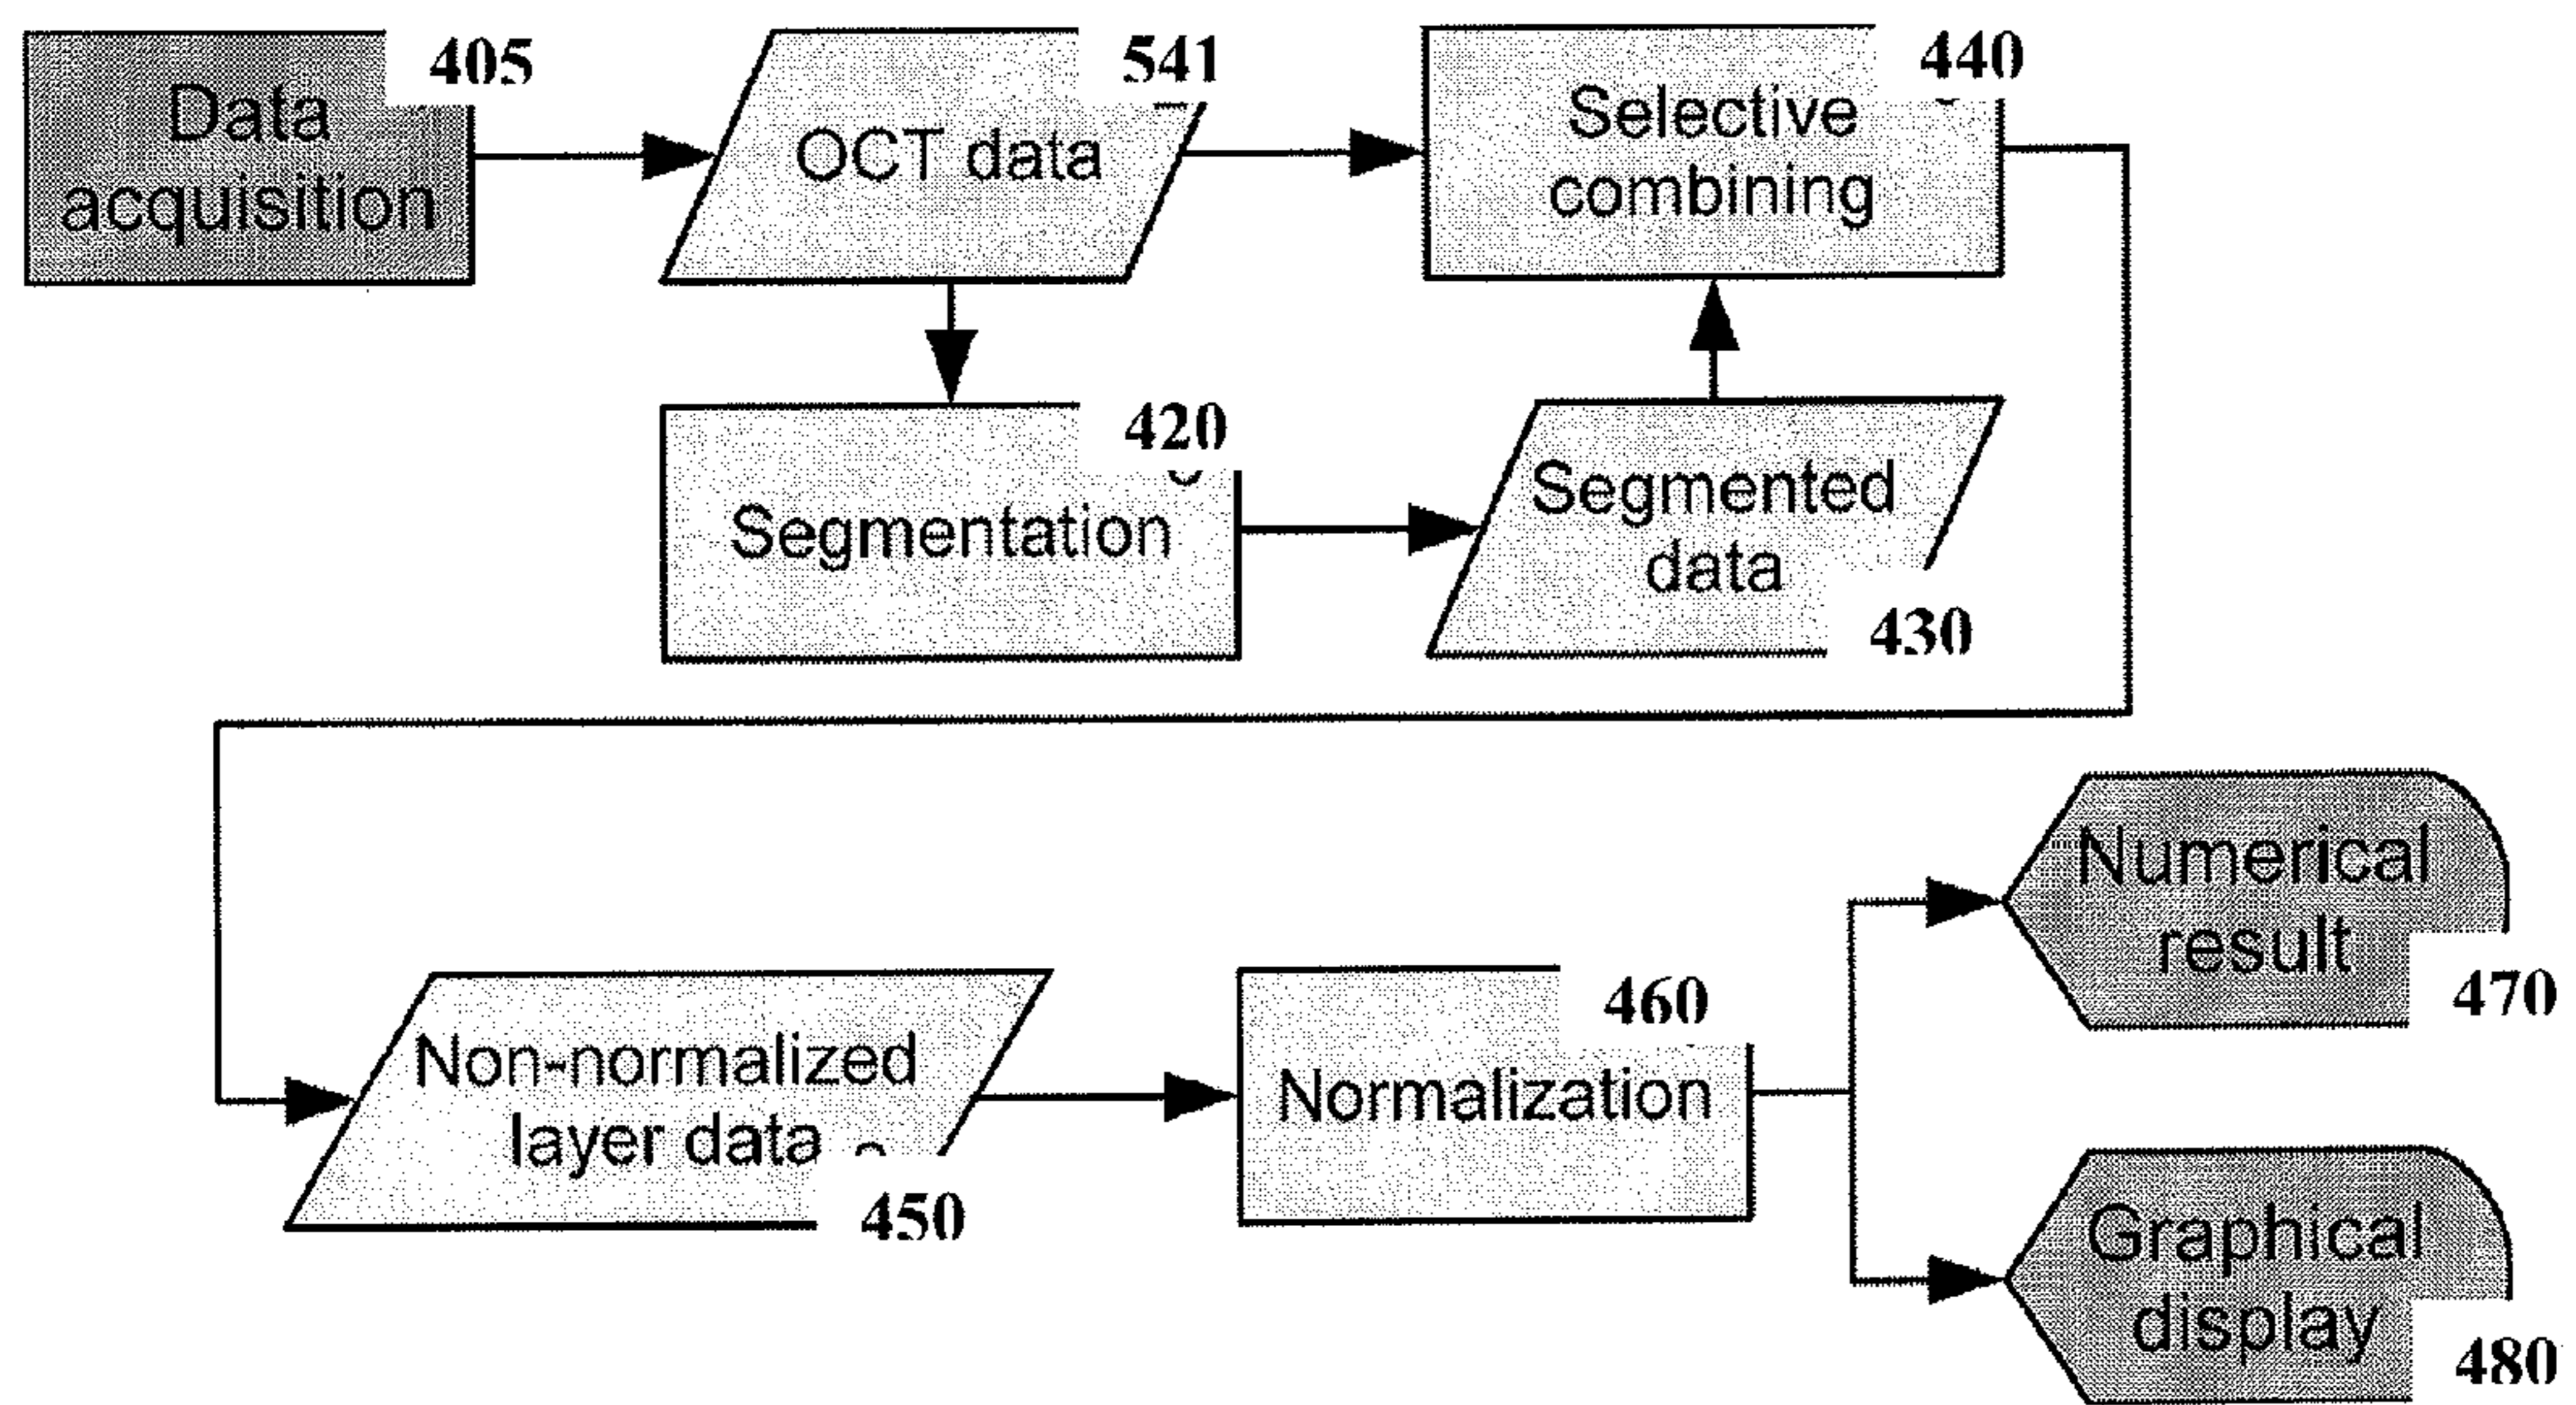 405
Data
acquisition
541
OCT data
440
Selective
combining
420
Segmentation
Segmented
data
430
Non-normalized
layer data
450
460
Normalization
Numerical
result
470
Graphical
display
480